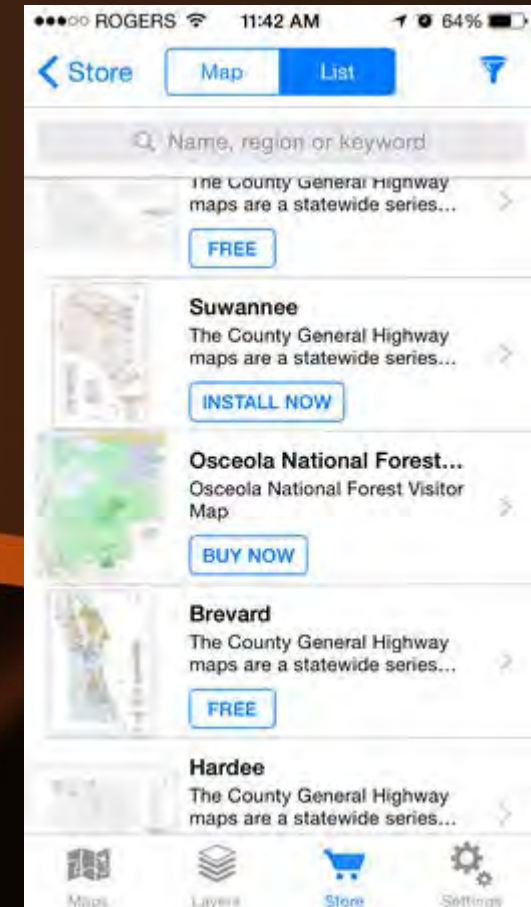 ROGERS 11:42 AM 64%
Store Map List
Name, region or keyword
The County General Highway
maps are a statewide series...
FREE
Suwannee
The County General Highway
maps are a statewide series...
INSTALL NOW
Osceola National Forest...
Osceola National Forest Visitor
Map
BUY NOW
Brevard
The County General Highway
maps are a statewide series...
FREE
Hardee
The County General Highway
maps are a statewide series...
Maps Layers Store Settings